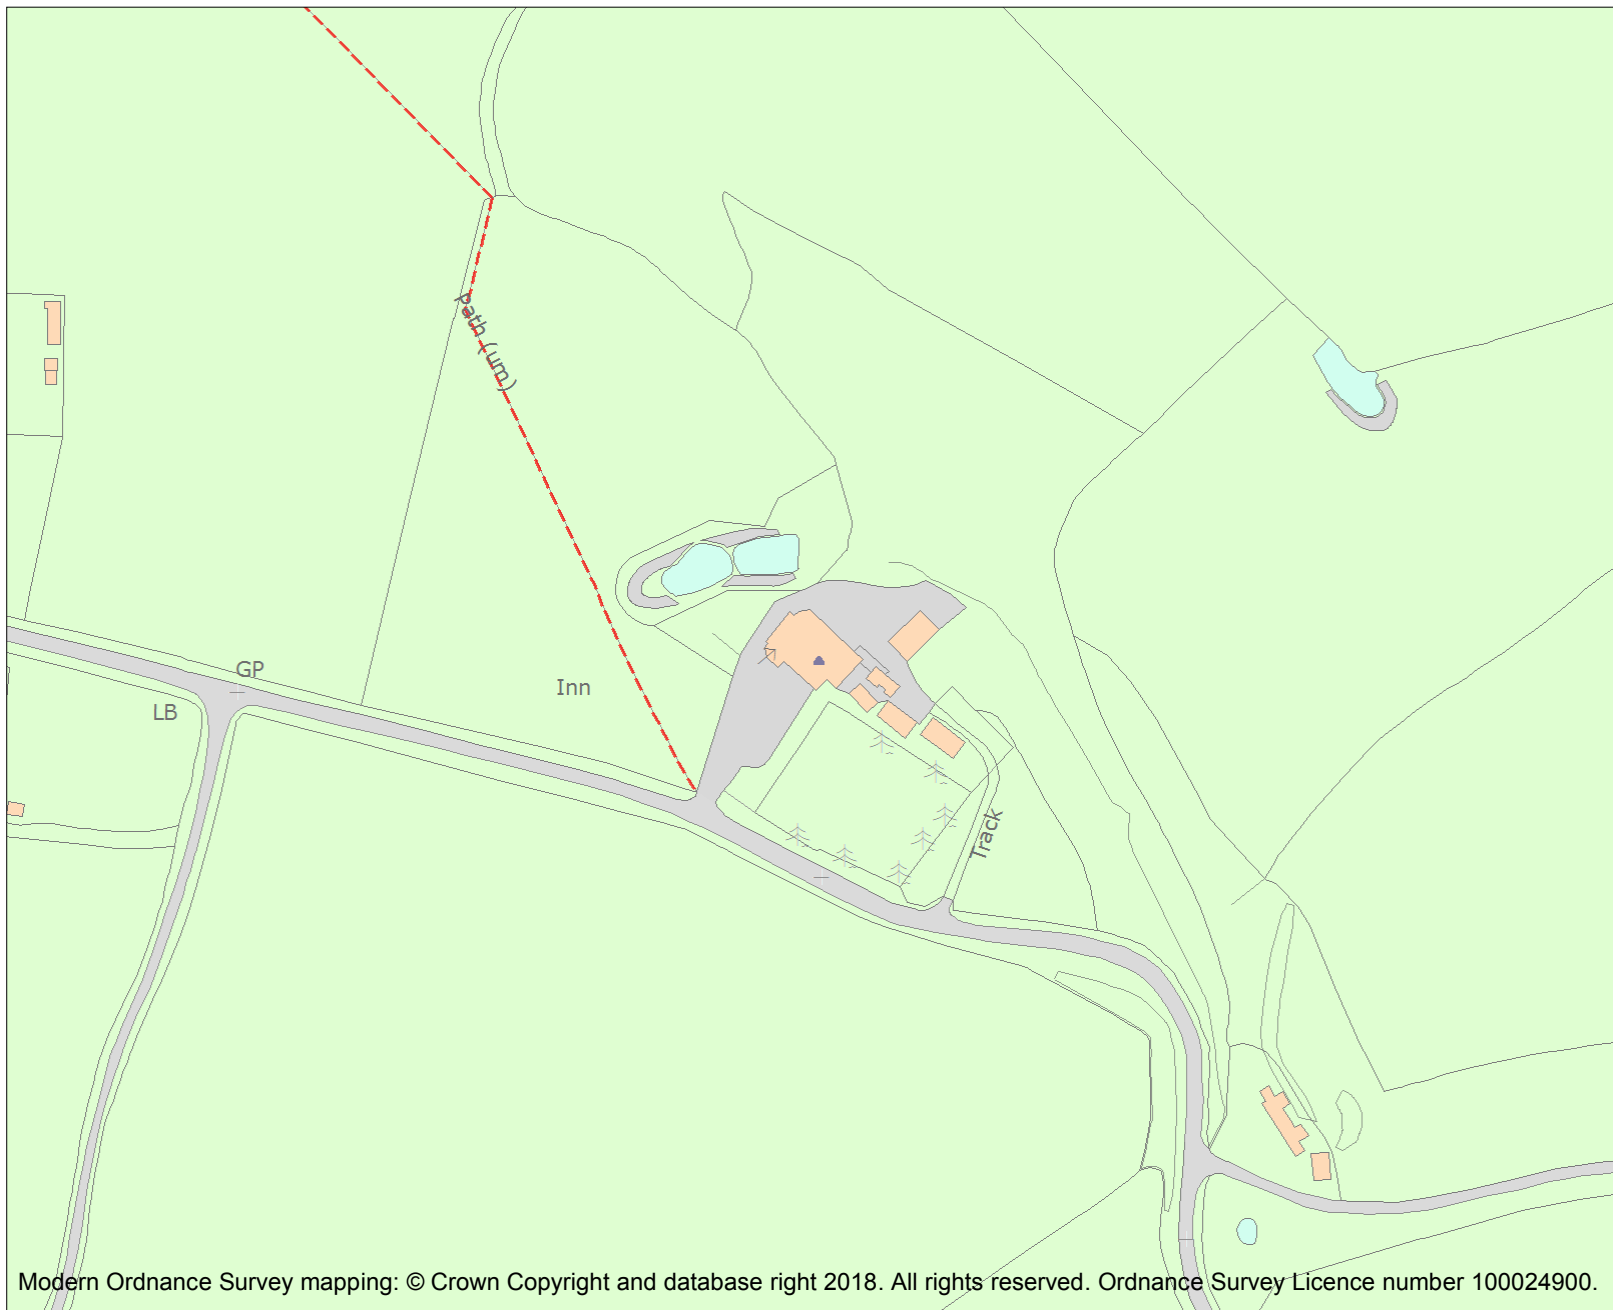 Path (um)
GP
Inn
LB
Track
Modern Ordnance Survey mapping: © Crown Copyright and database right 2018. All rights reserved. Ordnance Survey Licence number 100024900.